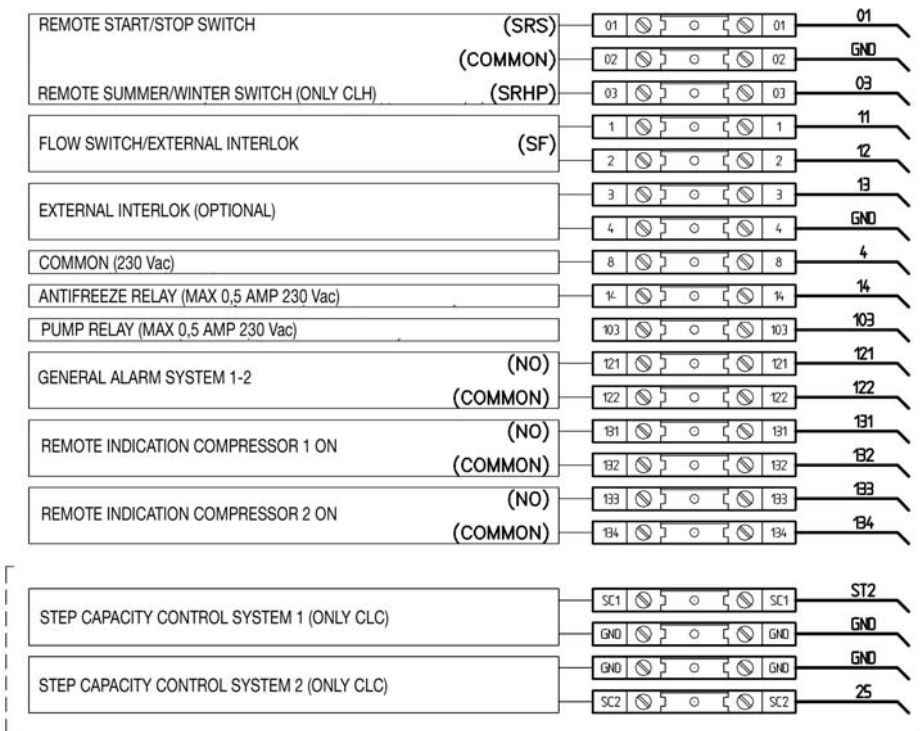 REMOTE START/STOP SWITCH (SRS) 01 01 01
(COMMON) 02 02 GND
REMOTE SUMMER/WINTER SWITCH (ONLY CLH) (SRHP) 03 03 03
1 1 11
FLOW SWITCH/EXTERNAL INTERLOK (SF)
2 2 12
3 3 13
EXTERNAL INTERLOK (OPTIONAL)
4 4 GND
COMMON (230 Vac) 8 8 4
ANTIFREEZE RELAY (MAX 0,5 AMP 230 Vac) 14 14 14
PUMP RELAY (MAX 0,5 AMP 230 Vac) 103 103 103
(NO) 121 121 121
GENERAL ALARM SYSTEM 1-2
(COMMON) 122 122 122
(NO) 131 131 131
REMOTE INDICATION COMPRESSOR 1 ON
(COMMON) 132 132 132
(NO) 133 133 133
REMOTE INDICATION COMPRESSOR 2 ON
(COMMON) 134 134 134
SC1 SC1 ST2
STEP CAPACITY CONTROL SYSTEM 1 (ONLY CLC)
GND GND GND
GND GND GND
STEP CAPACITY CONTROL SYSTEM 2 (ONLY CLC)
SC2 SC2 25